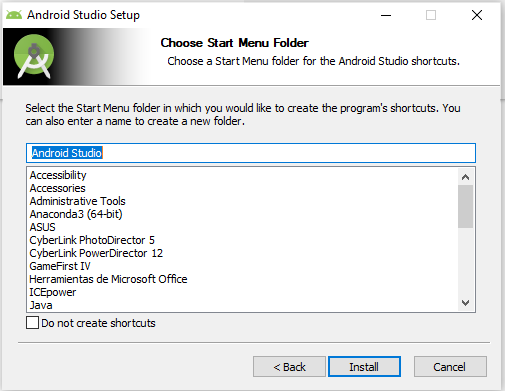 Android Studio Setup
Choose Start Menu Folder
Choose a Start Menu folder for the Android Studio shortcuts.
Select the Start Menu folder in which you would like to create the program's shortcuts. You
can also enter a name to create a new folder.
Android Studio
Accessibility
Accessories
Administrative Tools
Anaconda3 (64-bit)
ASUS
CyberLink PhotoDirector 5
CyberLink PowerDirector 12
GameFirst IV
Herramientas de Microsoft Office
ICEpower
Java
Do not create shortcuts
< Back
Install
Cancel